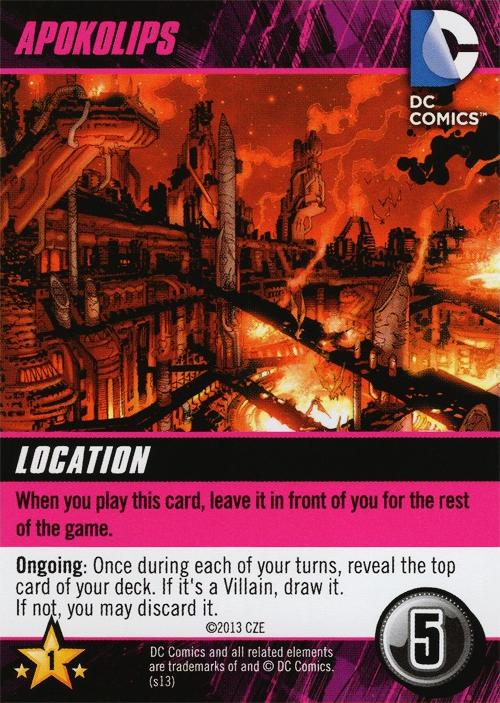 APOKOLIPS
DC
COMICS™
LOCATION
When you play this card, leave it in front of you for the rest
of the game.
Ongoing: Once during each of your turns, reveal the top
card of your deck. If it's a Villain, draw it.
If not, you may discard it.
©2013 CZE
1
DC Comics and all related elements
are trademarks of and © DC Comics.
(s13)
5